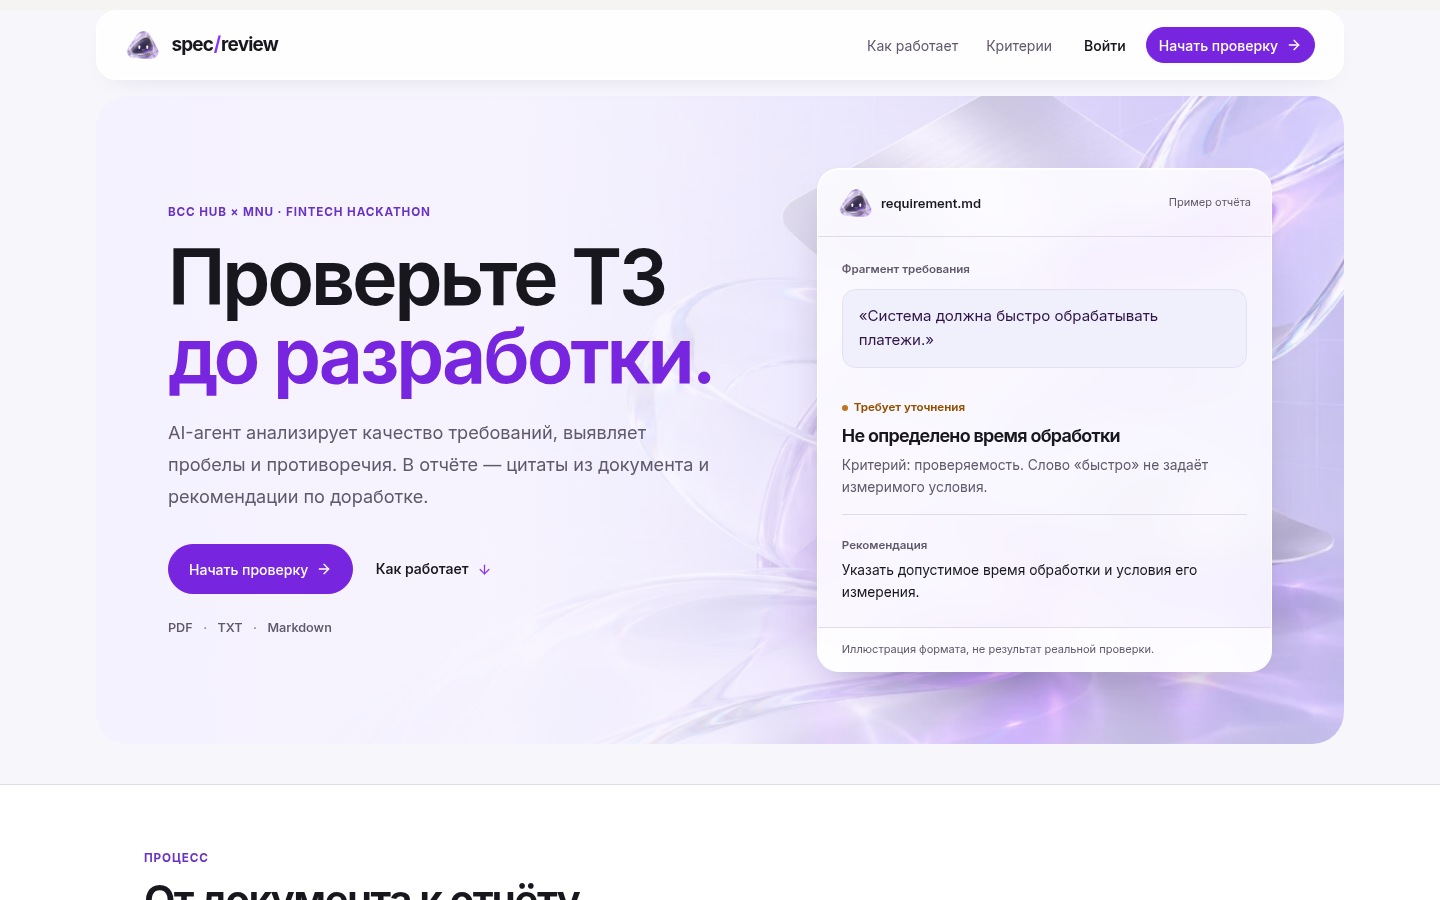 spec/review
Как работает
Критерии
Войти
Начать проверку →
BCC HUB × MNU · FINTECH HACKATHON
Проверьте ТЗ
до разработки.
AI-агент анализирует качество требований, выявляет
пробелы и противоречия. В отчёте — цитаты из документа и
рекомендации по доработке.
Начать проверку →
Как работает ↓
PDF · TXT · Markdown
requirement.md
Пример отчёта
Фрагмент требования
«Система должна быстро обрабатывать
платежи.»
Требует уточнения
Не определено время обработки
Критерий: проверяемость. Слово «быстро» не задаёт
измеримого условия.
Рекомендация
Указать допустимое время обработки и условия его
измерения.
Иллюстрация формата, не результат реальной проверки.
ПРОЦЕСС
От документа к отчёту